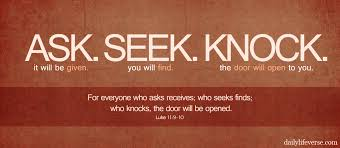 ASK. SEEK. KNOCK.
it will be given. you will find. the door will open to you.
For everyone who asks receives; who seeks finds;
who knocks, the door will be opened.
Luke 11:9-10
dailylifeverse.com